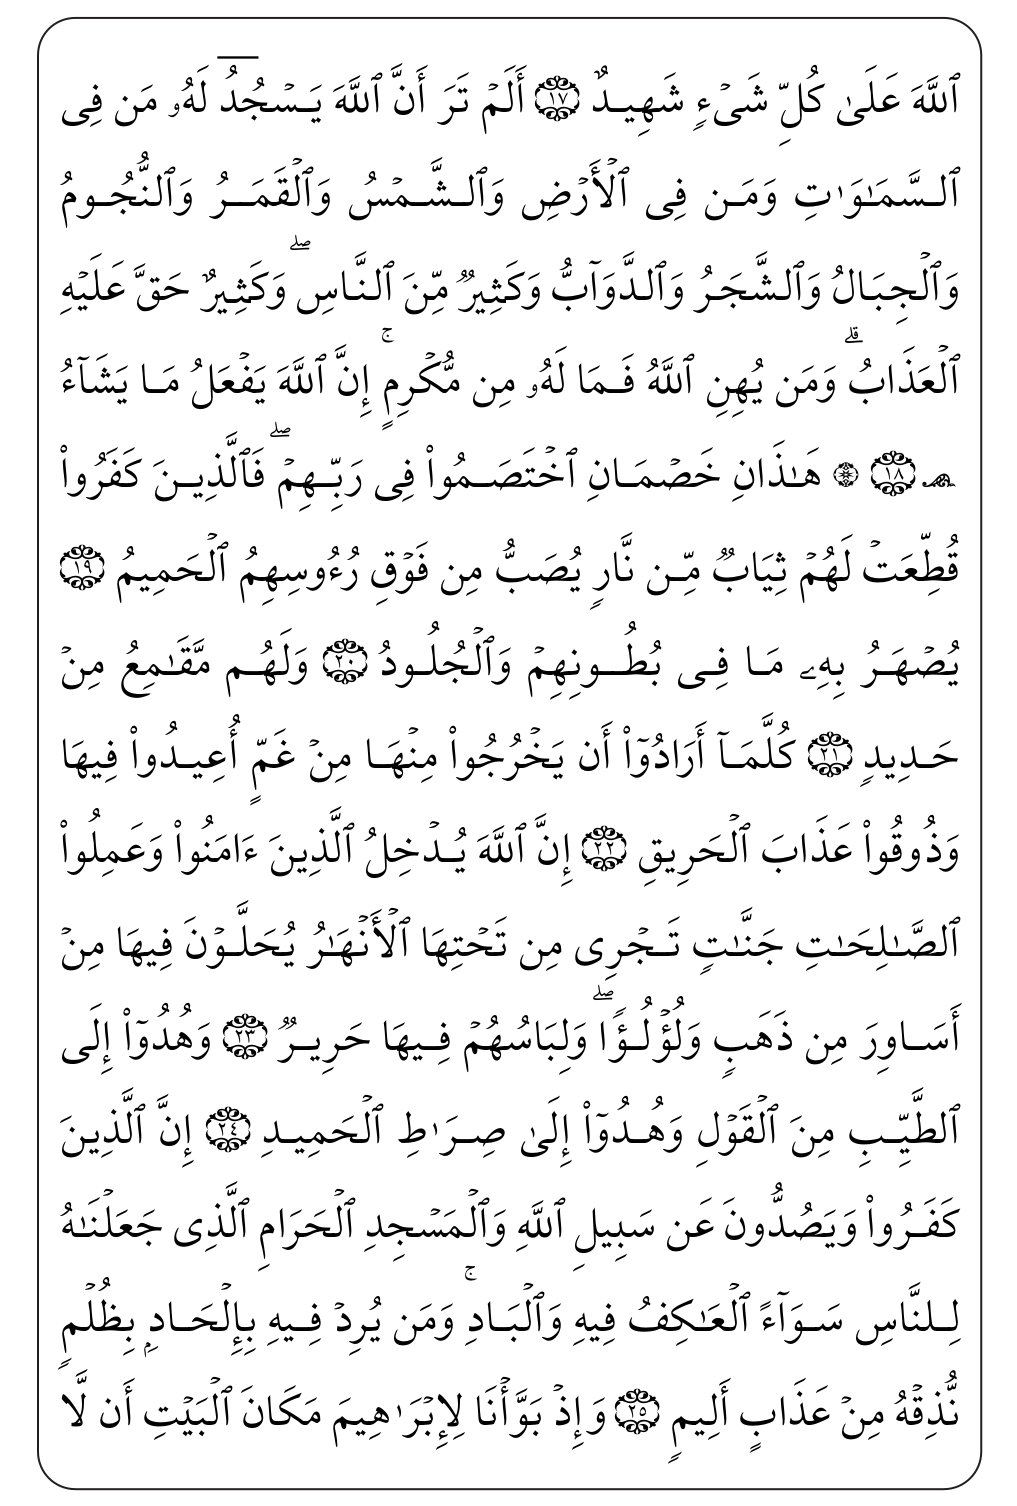 ٱللَّهَ عَلَىٰ كُلِّ شَىۡءٍ شَهِيدٌ ١٧ أَلَمۡ تَرَ أَنَّ ٱللَّهَ يَسۡجُدُ لَهُۥ مَن فِى
ٱلسَّمَـٰوَٰتِ وَمَن فِى ٱلۡأَرۡضِ وَٱلشَّمۡسُ وَٱلۡقَمَرُ وَٱلنُّجُومُ
وَٱلۡجِبَالُ وَٱلشَّجَرُ وَٱلدَّوَآبُّ وَكَثِيرٌ مِّنَ ٱلنَّاسِۖ وَكَثِيرٌ حَقَّ عَلَيۡهِ
ٱلۡعَذَابُۗ وَمَن يُهِنِ ٱللَّهُ فَمَا لَهُۥ مِن مُّكۡرِمٍۚ إِنَّ ٱللَّهَ يَفۡعَلُ مَا يَشَآءُ
۩ ١٨ ۞ هَـٰذَانِ خَصۡمَانِ ٱخۡتَصَمُوا۟ فِى رَبِّهِمۡۖ فَٱلَّذِينَ كَفَرُوا۟
قُطِّعَتۡ لَهُمۡ ثِيَابٌ مِّن نَّارٍ يُصَبُّ مِن فَوۡقِ رُءُوسِهِمُ ٱلۡحَمِيمُ ١٩
يُصۡهَرُ بِهِۦ مَا فِى بُطُونِهِمۡ وَٱلۡجُلُودُ ٢٠ وَلَهُم مَّقَـٰمِعُ مِنۡ
حَدِيدٍ ٢١ كُلَّمَآ أَرَادُوٓا۟ أَن يَخۡرُجُوا۟ مِنۡهَا مِنۡ غَمٍّ أُعِيدُوا۟ فِيهَا
وَذُوقُوا۟ عَذَابَ ٱلۡحَرِيقِ ٢٢ إِنَّ ٱللَّهَ يُدۡخِلُ ٱلَّذِينَ ءَامَنُوا۟ وَعَمِلُوا۟
ٱلصَّـٰلِحَـٰتِ جَنَّـٰتٍ تَجۡرِى مِن تَحۡتِهَا ٱلۡأَنۡهَـٰرُ يُحَلَّوۡنَ فِيهَا مِنۡ
أَسَاوِرَ مِن ذَهَبٍ وَلُؤۡلُؤًاۖ وَلِبَاسُهُمۡ فِيهَا حَرِيرٌ ٢٣ وَهُدُوٓا۟ إِلَى
ٱلطَّيِّبِ مِنَ ٱلۡقَوۡلِ وَهُدُوٓا۟ إِلَىٰ صِرَٰطِ ٱلۡحَمِيدِ ٢٤ إِنَّ ٱلَّذِينَ
كَفَرُوا۟ وَيَصُدُّونَ عَن سَبِيلِ ٱللَّهِ وَٱلۡمَسۡجِدِ ٱلۡحَرَامِ ٱلَّذِى جَعَلۡنَـٰهُ
لِلنَّاسِ سَوَآءً ٱلۡعَـٰكِفُ فِيهِ وَٱلۡبَادِۚ وَمَن يُرِدۡ فِيهِ بِإِلۡحَادِۭ بِظُلۡمٍ
نُّذِقۡهُ مِنۡ عَذَابٍ أَلِيمٍ ٢٥ وَإِذۡ بَوَّأۡنَا لِإِبۡرَٰهِيمَ مَكَانَ ٱلۡبَيۡتِ أَن لَّا